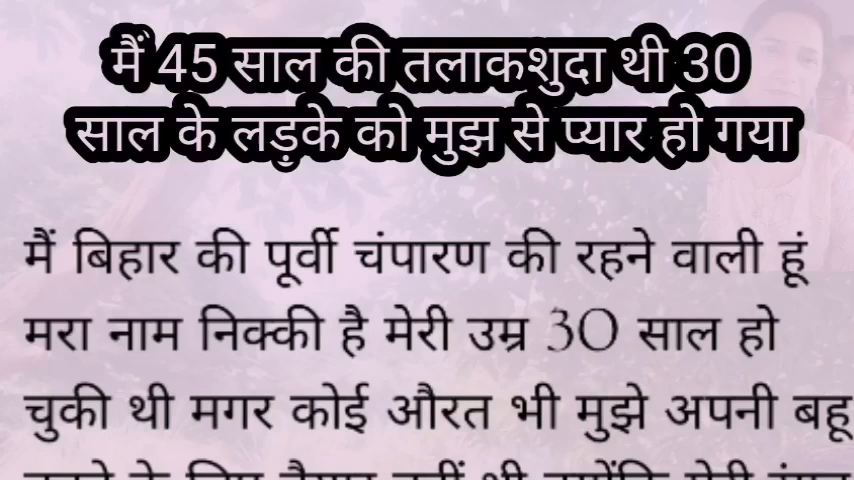 मैं 45 साल की तलाकशुदा थी 30
साल के लड़के को मुझ से प्यार हो गया
मैं बिहार की पूर्वी चंपारण की रहने वाली हूं
मरा नाम निक्की है मेरी उम्र 30 साल हो
चुकी थी मगर कोई औरत भी मुझे अपनी बहू